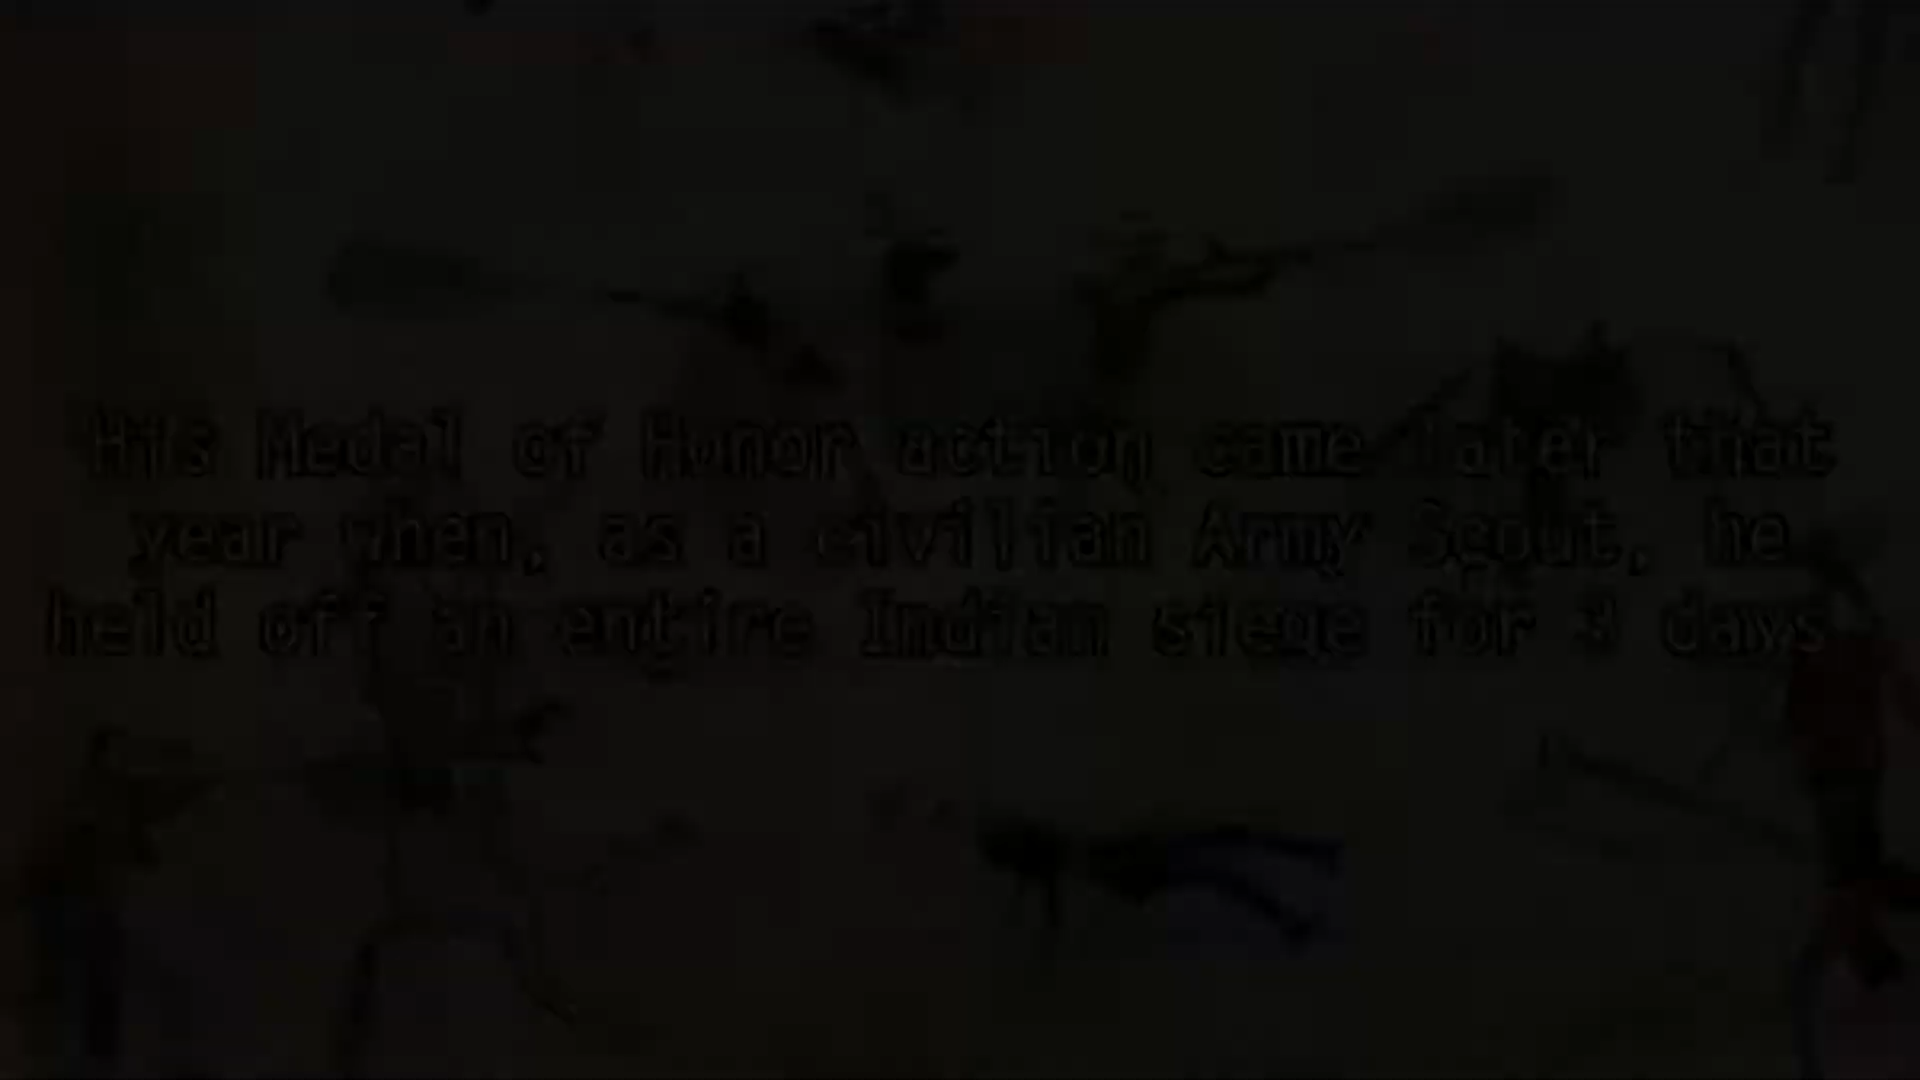 His Medal of Honor action came later that
year when, as a civilian Army Scout, he
held off an entire Indian siege for 3 days